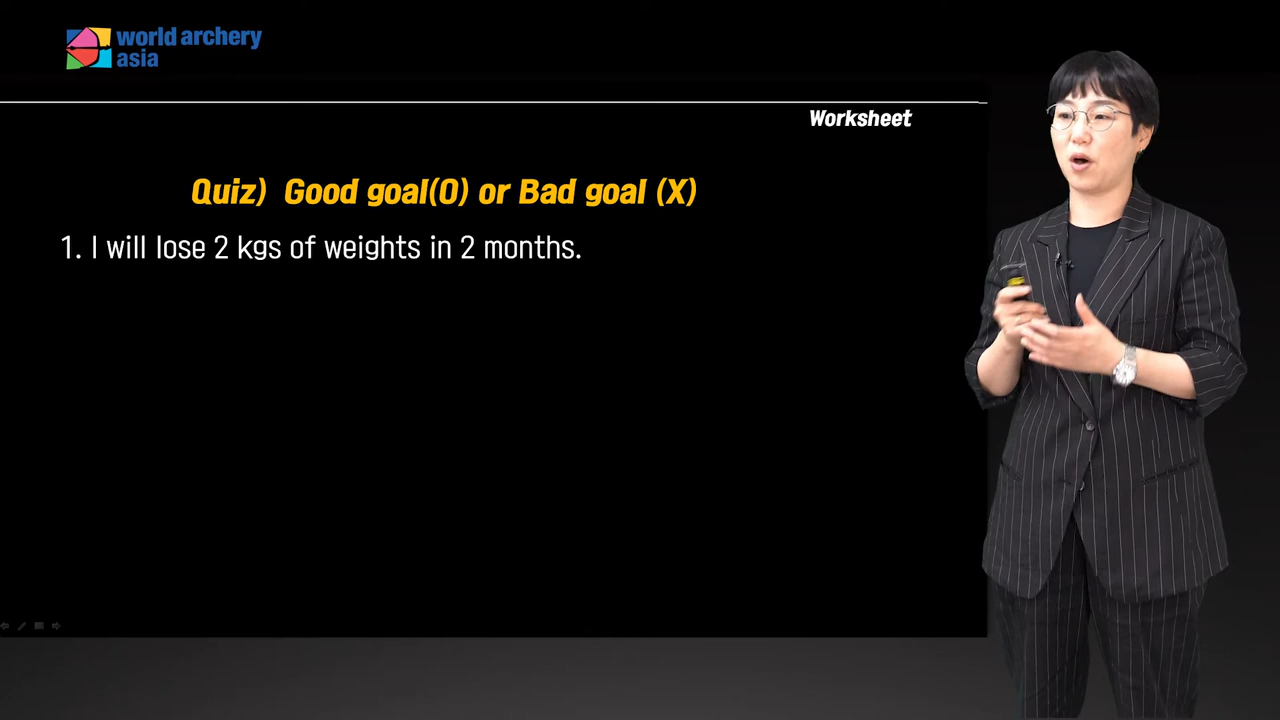 world archery
asia
Worksheet
Quiz) Good goal(O) or Bad goal (X)
1. I will lose 2 kgs of weights in 2 months.